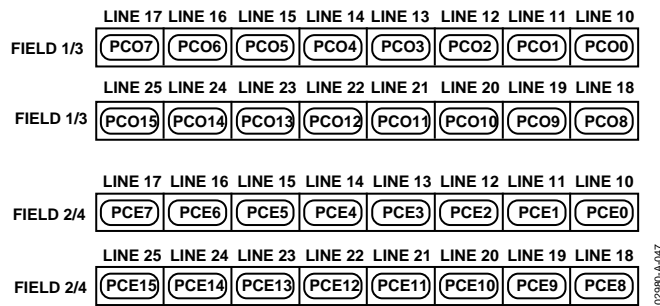 LINE 17 LINE 16 LINE 15 LINE 14 LINE 13 LINE 12 LINE 11 LINE 10
FIELD 1/3 PCO7 PCO6 PCO5 PCO4 PCO3 PCO2 PCO1 PCO0
LINE 25 LINE 24 LINE 23 LINE 22 LINE 21 LINE 20 LINE 19 LINE 18
FIELD 1/3 PCO15 PCO14 PCO13 PCO12 PCO11 PCO10 PCO9 PCO8
LINE 17 LINE 16 LINE 15 LINE 14 LINE 13 LINE 12 LINE 11 LINE 10
FIELD 2/4 PCE7 PCE6 PCE5 PCE4 PCE3 PCE2 PCE1 PCE0
LINE 25 LINE 24 LINE 23 LINE 22 LINE 21 LINE 20 LINE 19 LINE 18
FIELD 2/4 PCE15 PCE14 PCE13 PCE12 PCE11 PCE10 PCE9 PCE8
02980-A-047